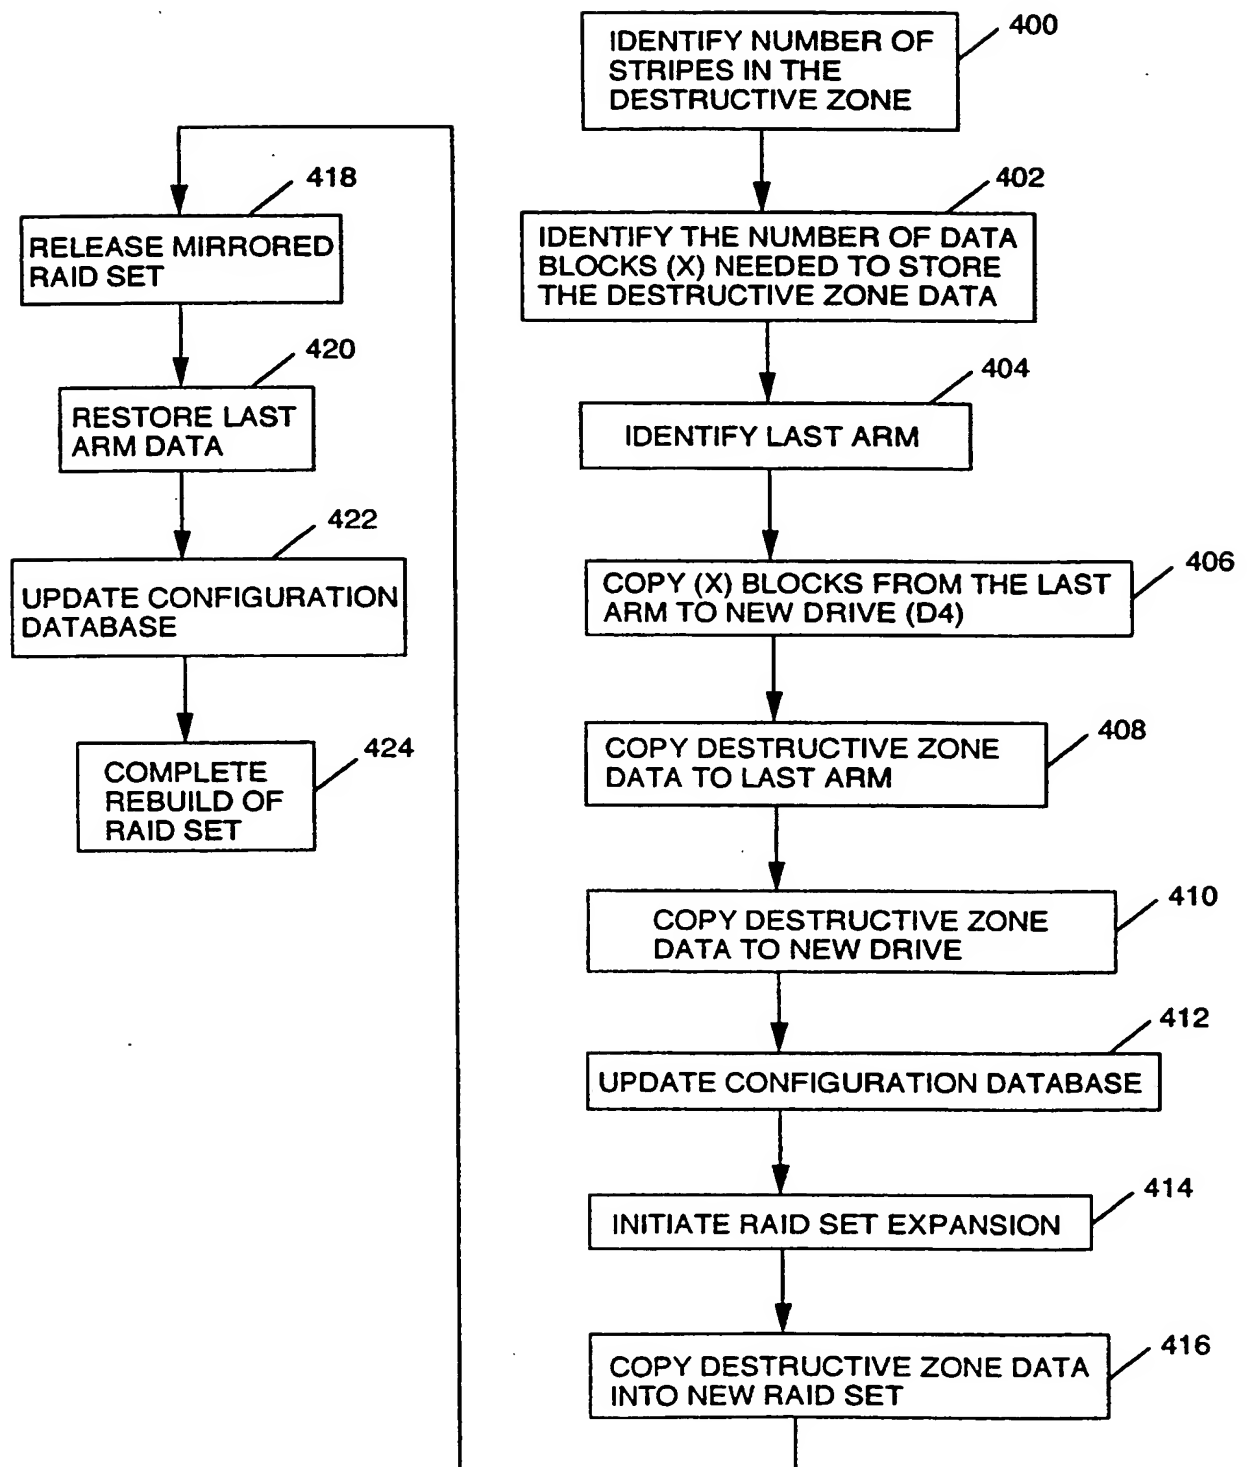 400
IDENTIFY NUMBER OF
STRIPES IN THE
DESTRUCTIVE ZONE
402
IDENTIFY THE NUMBER OF DATA
BLOCKS (X) NEEDED TO STORE
THE DESTRUCTIVE ZONE DATA
404
IDENTIFY LAST ARM
406
COPY (X) BLOCKS FROM THE LAST
ARM TO NEW DRIVE (D4)
408
COPY DESTRUCTIVE ZONE
DATA TO LAST ARM
410
COPY DESTRUCTIVE ZONE
DATA TO NEW DRIVE
412
UPDATE CONFIGURATION DATABASE
414
INITIATE RAID SET EXPANSION
416
COPY DESTRUCTIVE ZONE DATA
INTO NEW RAID SET
418
RELEASE MIRRORED
RAID SET
420
RESTORE LAST
ARM DATA
422
UPDATE CONFIGURATION
DATABASE
424
COMPLETE
REBUILD OF
RAID SET